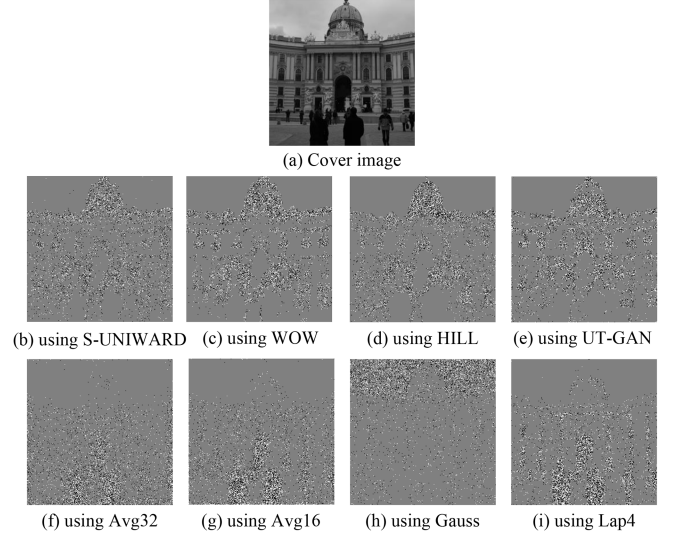 (a) Cover image
(b) using S-UNIWARD (c) using WOW (d) using HILL (e) using UT-GAN
(f) using Avg32 (g) using Avg16 (h) using Gauss (i) using Lap4